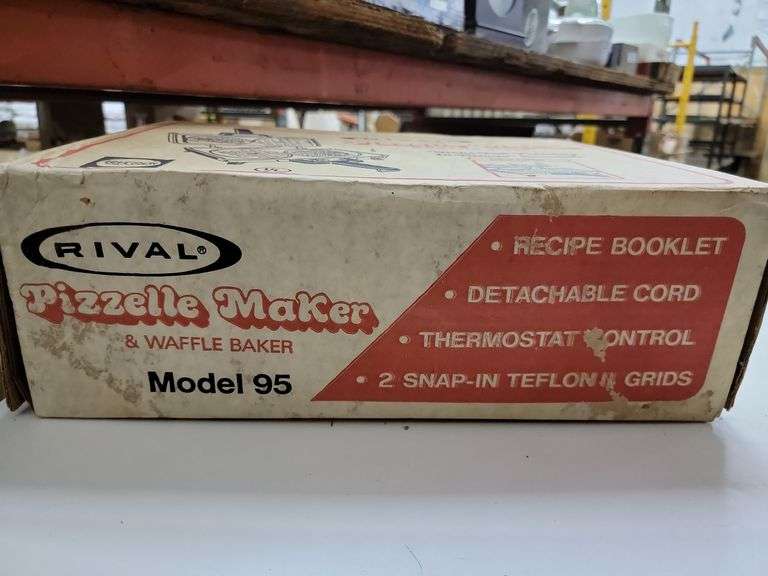 RIVAL®
Pizzelle Maker
& WAFFLE BAKER
Model 95
• RECIPE BOOKLET
• DETACHABLE CORD
• THERMOSTAT CONTROL
• 2 SNAP-IN TEFLON II GRIDS